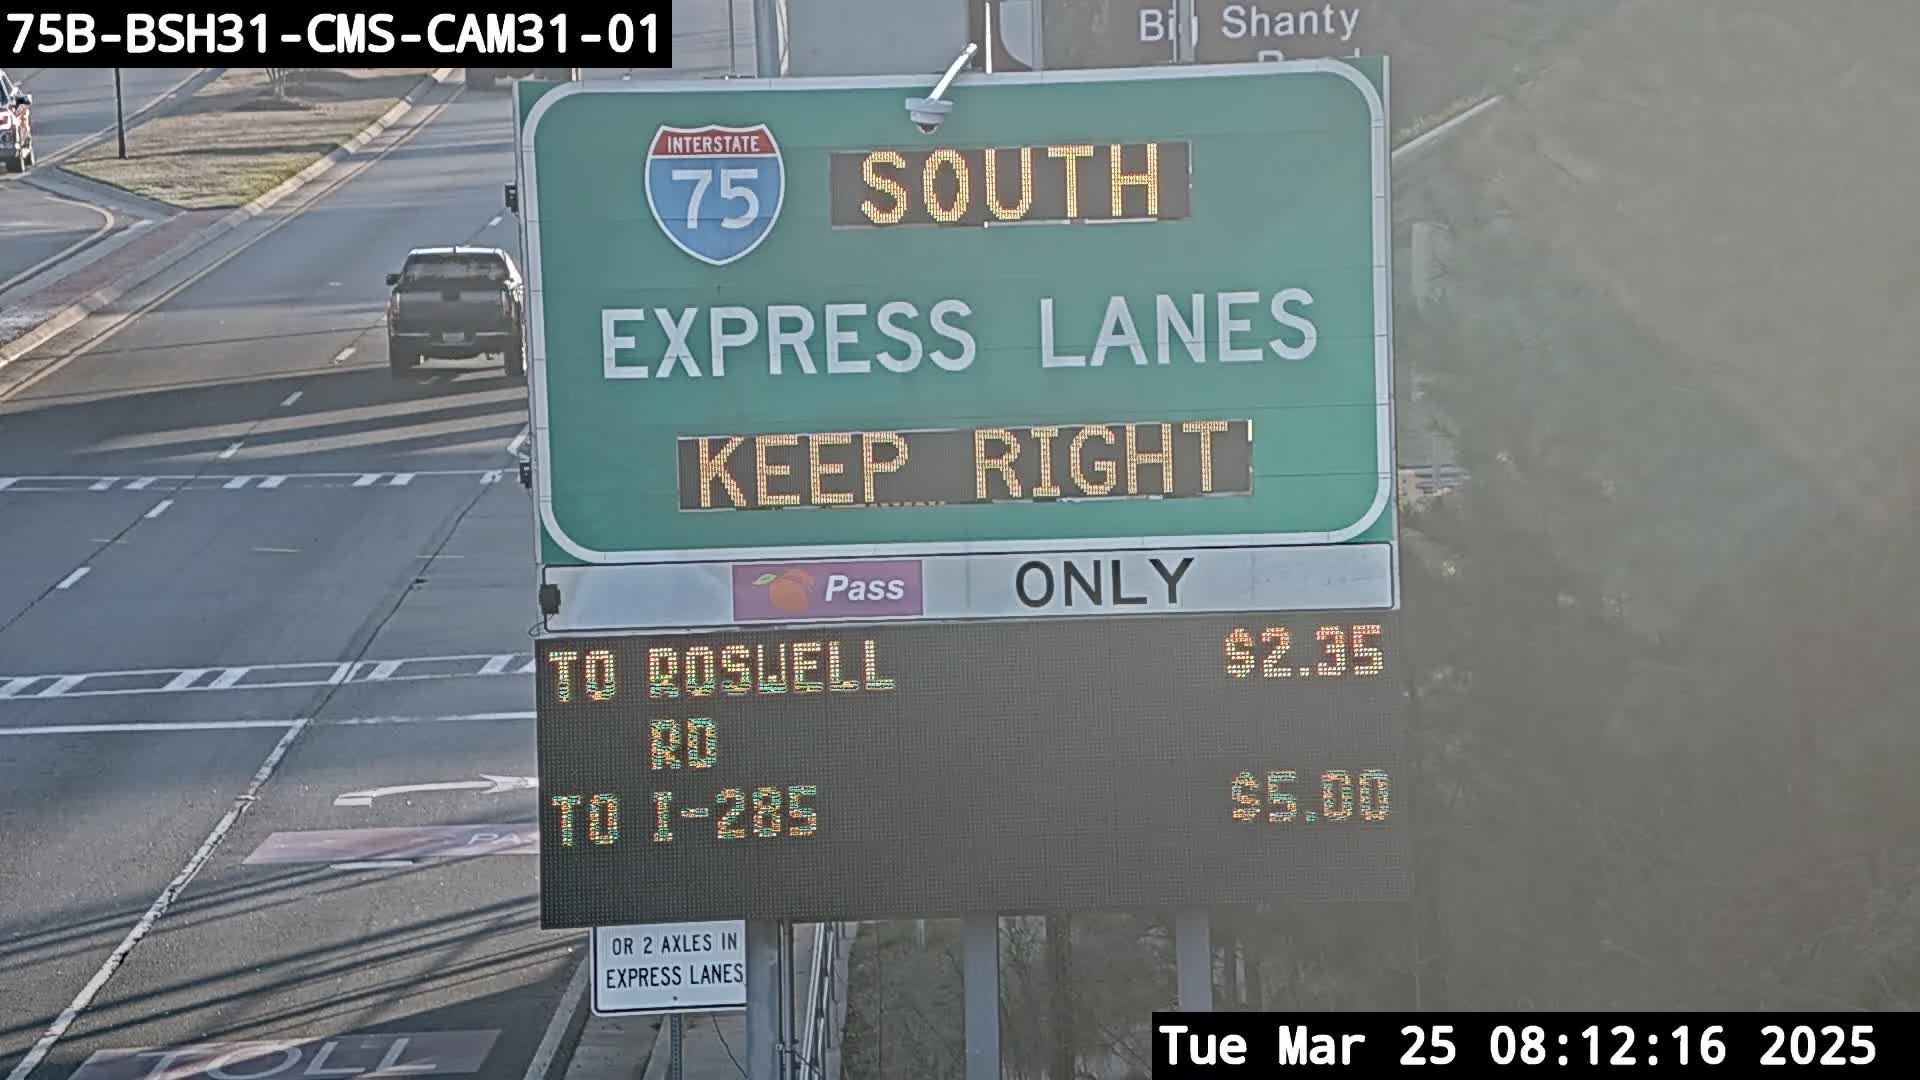 75B-BSH31-CMS-CAM31-01
Big Shanty
INTERSTATE
75
SOUTH
EXPRESS LANES
KEEP RIGHT
Pass ONLY
TO ROSWELL $2.35
RD
TO I-285 $5.00
OR 2 AXLES IN
EXPRESS LANES
TOLL
Tue Mar 25 08:12:16 2025